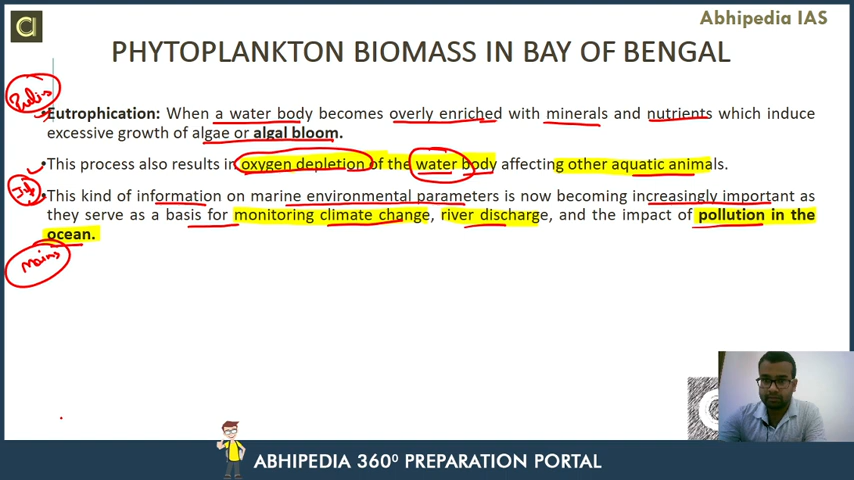 Abhipedia IAS
PHYTOPLANKTON BIOMASS IN BAY OF BENGAL
Prelims
Eutrophication: When a water body becomes overly enriched with minerals and nutrients which induce
excessive growth of algae or algal bloom.
This process also results in oxygen depletion of the water body affecting other aquatic animals.
This kind of information on marine environmental parameters is now becoming increasingly important as
they serve as a basis for monitoring climate change, river discharge, and the impact of pollution in the
ocean.
Mains
ABHIPEDIA 360⁰ PREPARATION PORTAL